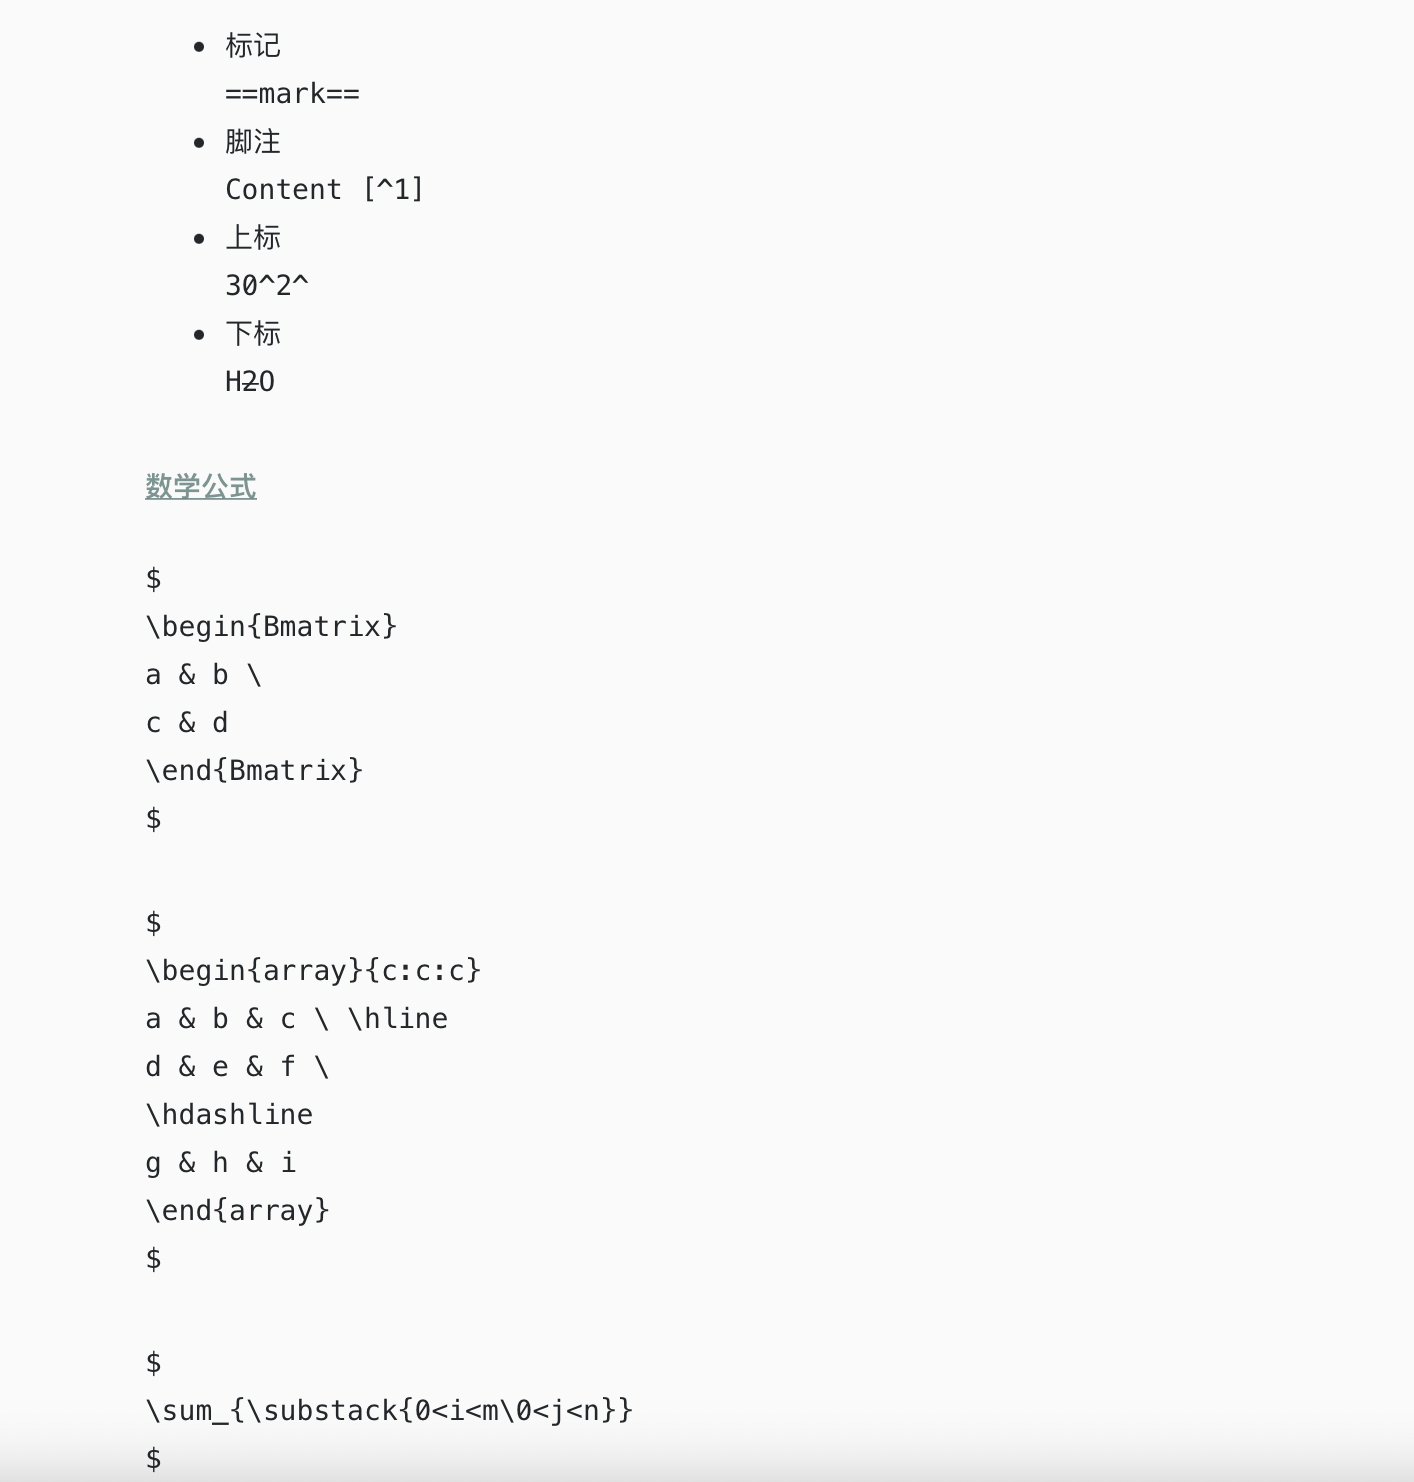 标记
==mark==
脚注
Content [^1]
上标
30^2^
下标
H2O
数学公式
$
\begin{Bmatrix}
a & b \
c & d
\end{Bmatrix}
$
$
\begin{array}{c:c:c}
a & b & c \ \hline
d & e & f \
\hdashline
g & h & i
\end{array}
$
$
\sum_{\substack{0<i<m\0<j<n}}
$